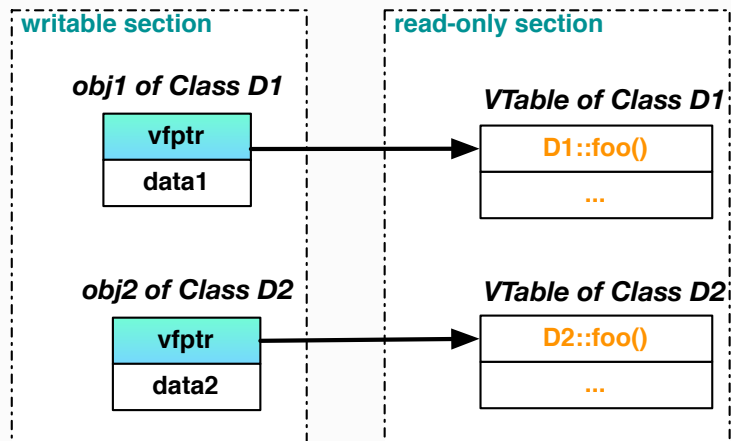 writable section
read-only section
obj1 of Class D1
VTable of Class D1
vfptr
D1::foo()
data1
...
obj2 of Class D2
VTable of Class D2
vfptr
D2::foo()
data2
...